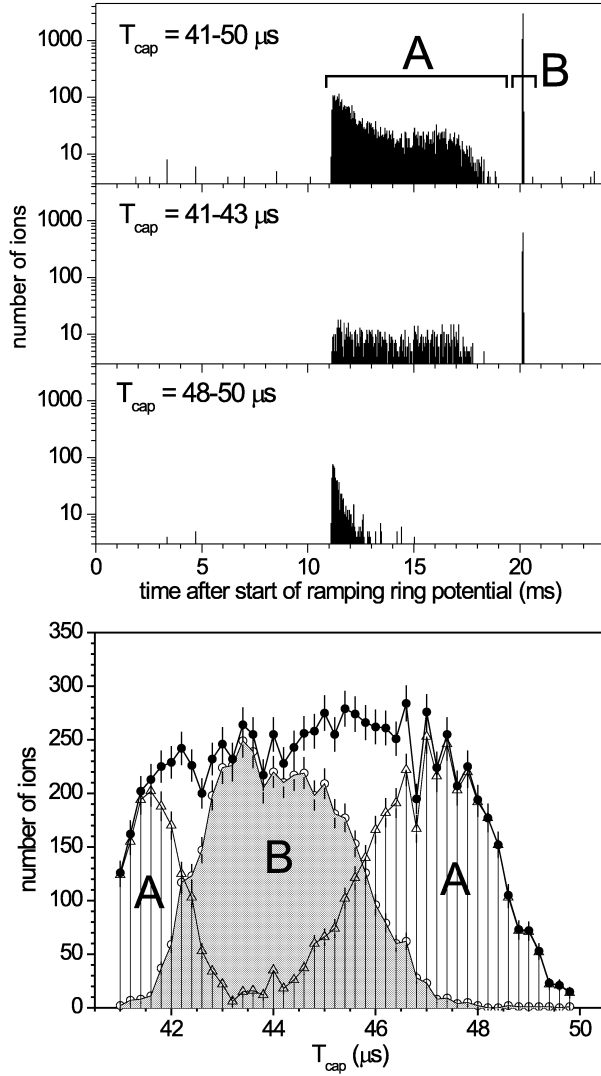 T_cap = 41-50 μs
A
B
1000
100
10
T_cap = 41-43 μs
1000
100
10
number of ions
T_cap = 48-50 μs
1000
100
10
0 5 10 15 20
time after start of ramping ring potential (ms)
350
300
250
200
150
100
50
0
number of ions
A
B
A
42 44 46 48 50
T_cap (μs)